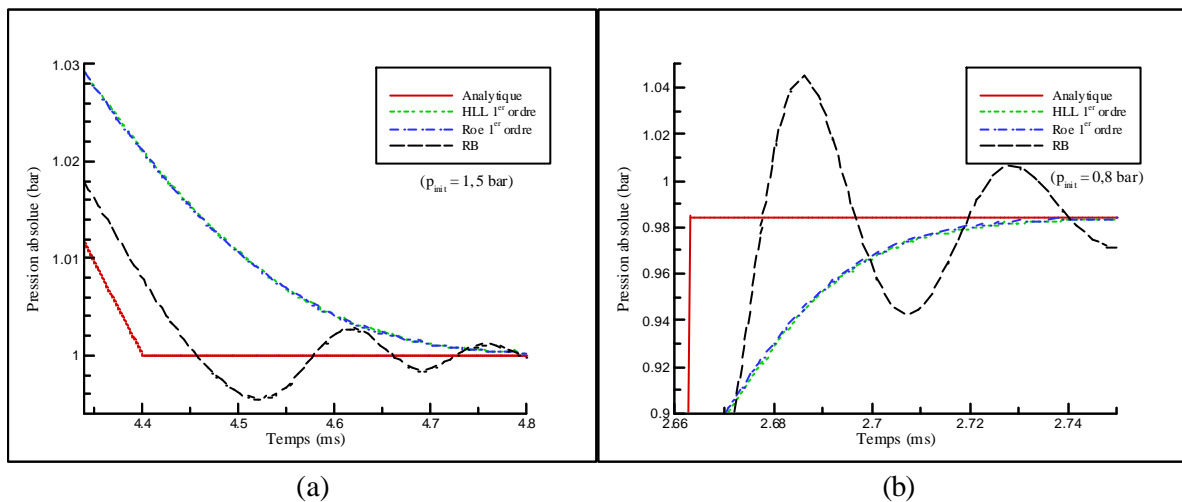 1.03
1.02
1.01
1
Pression absolue (bar)
4.4
4.5
4.6
4.7
4.8
Temps (ms)
Analytique
HLL 1er ordre
Roe 1er ordre
RB
(pinit = 1,5 bar)
(a)
1.04
1.02
1
0.98
0.96
0.94
0.92
0.9
Pression absolue (bar)
2.66
2.68
2.7
2.72
2.74
Temps (ms)
Analytique
HLL 1er ordre
Roe 1er ordre
RB
(pinit = 0,8 bar)
(b)